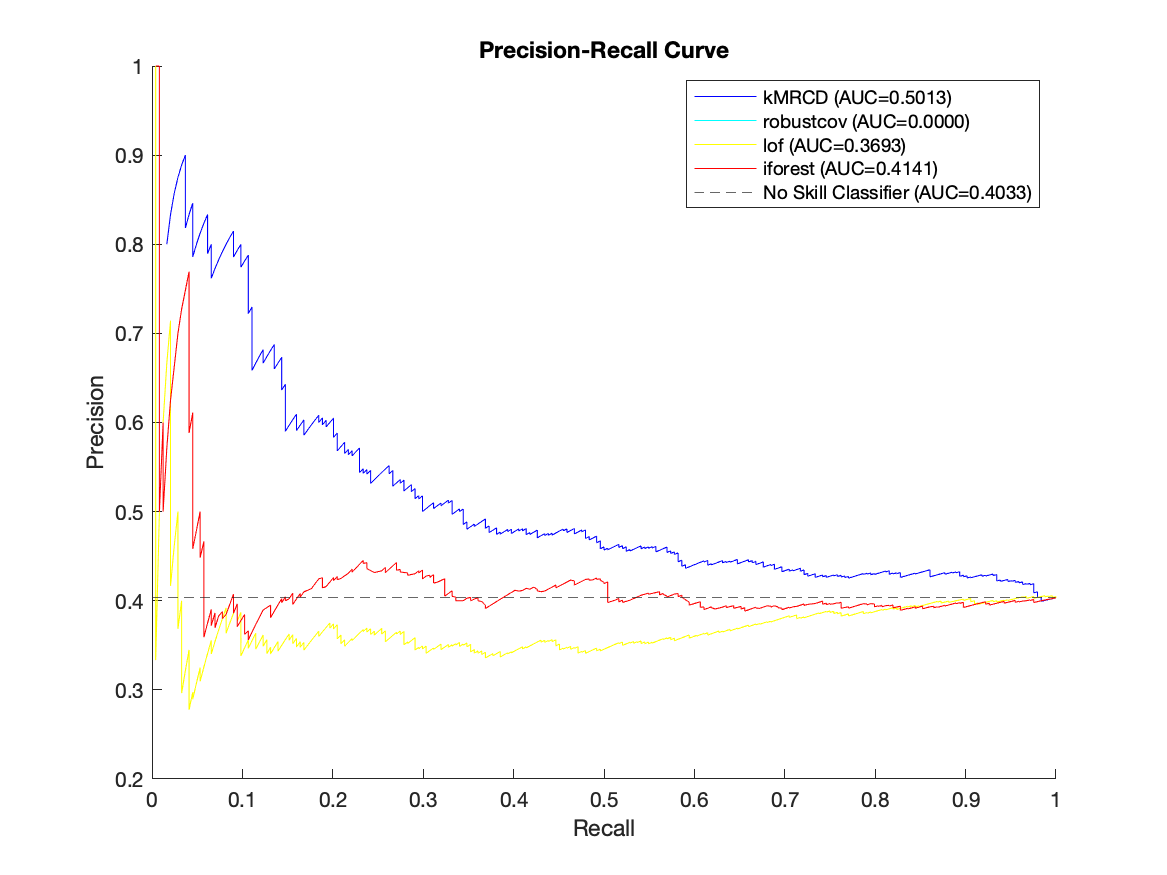 Precision-Recall Curve
kMRCD (AUC=0.5013)
robustcov (AUC=0.0000)
lof (AUC=0.3693)
iforest (AUC=0.4141)
No Skill Classifier (AUC=0.4033)
Precision
1
0.9
0.8
0.7
0.6
0.5
0.4
0.3
0.2
0 0.1 0.2 0.3 0.4 0.5 0.6 0.7 0.8 0.9 1
Recall